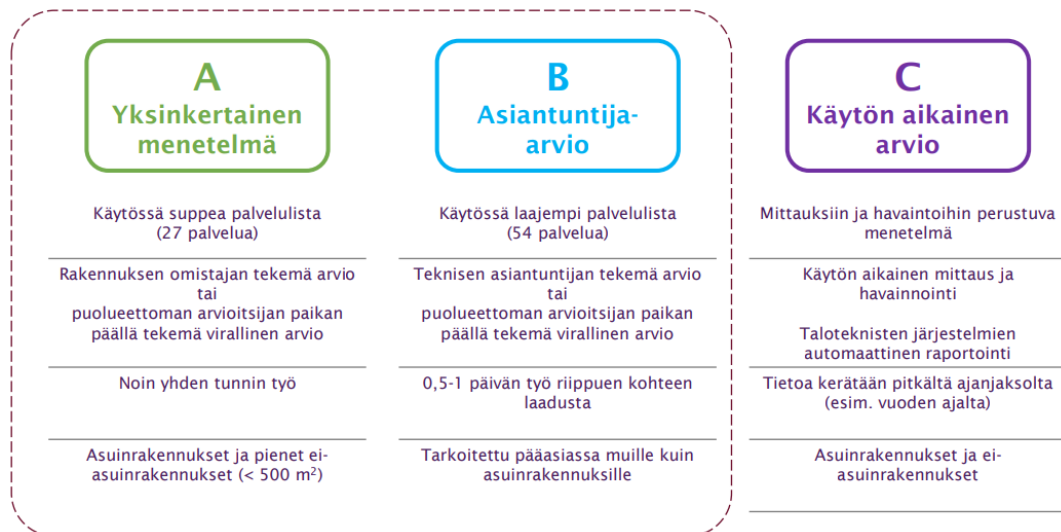 A
Yksinkertainen
menetelmä
Käytössä suppea palvelulista
(27 palvelua)
Rakennuksen omistajan tekemä arvio
tai
puolueettoman arvioitsijan paikan
päällä tekemä virallinen arvio
Noin yhden tunnin työ
Asuinrakennukset ja pienet ei-
asuinrakennukset (< 500 m²)
B
Asiantuntija-
arvio
Käytössä laajempi palvelulista
(54 palvelua)
Teknisen asiantuntijan tekemä arvio
tai
puolueettoman arvioitsijan paikan
päällä tekemä virallinen arvio
0,5-1 päivän työ riippuen kohteen
laadusta
Tarkoitettu pääasiassa muille kuin
asuinrakennuksille
C
Käytön aikainen
arvio
Mittauksiin ja havaintoihin perustuva
menetelmä
Käytön aikainen mittaus ja
havainnointi
Taloteknisten järjestelmien
automaattinen raportointi
Tietoa kerätään pitkältä ajanjaksolta
(esim. vuoden ajalta)
Asuinrakennukset ja ei-
asuinrakennukset